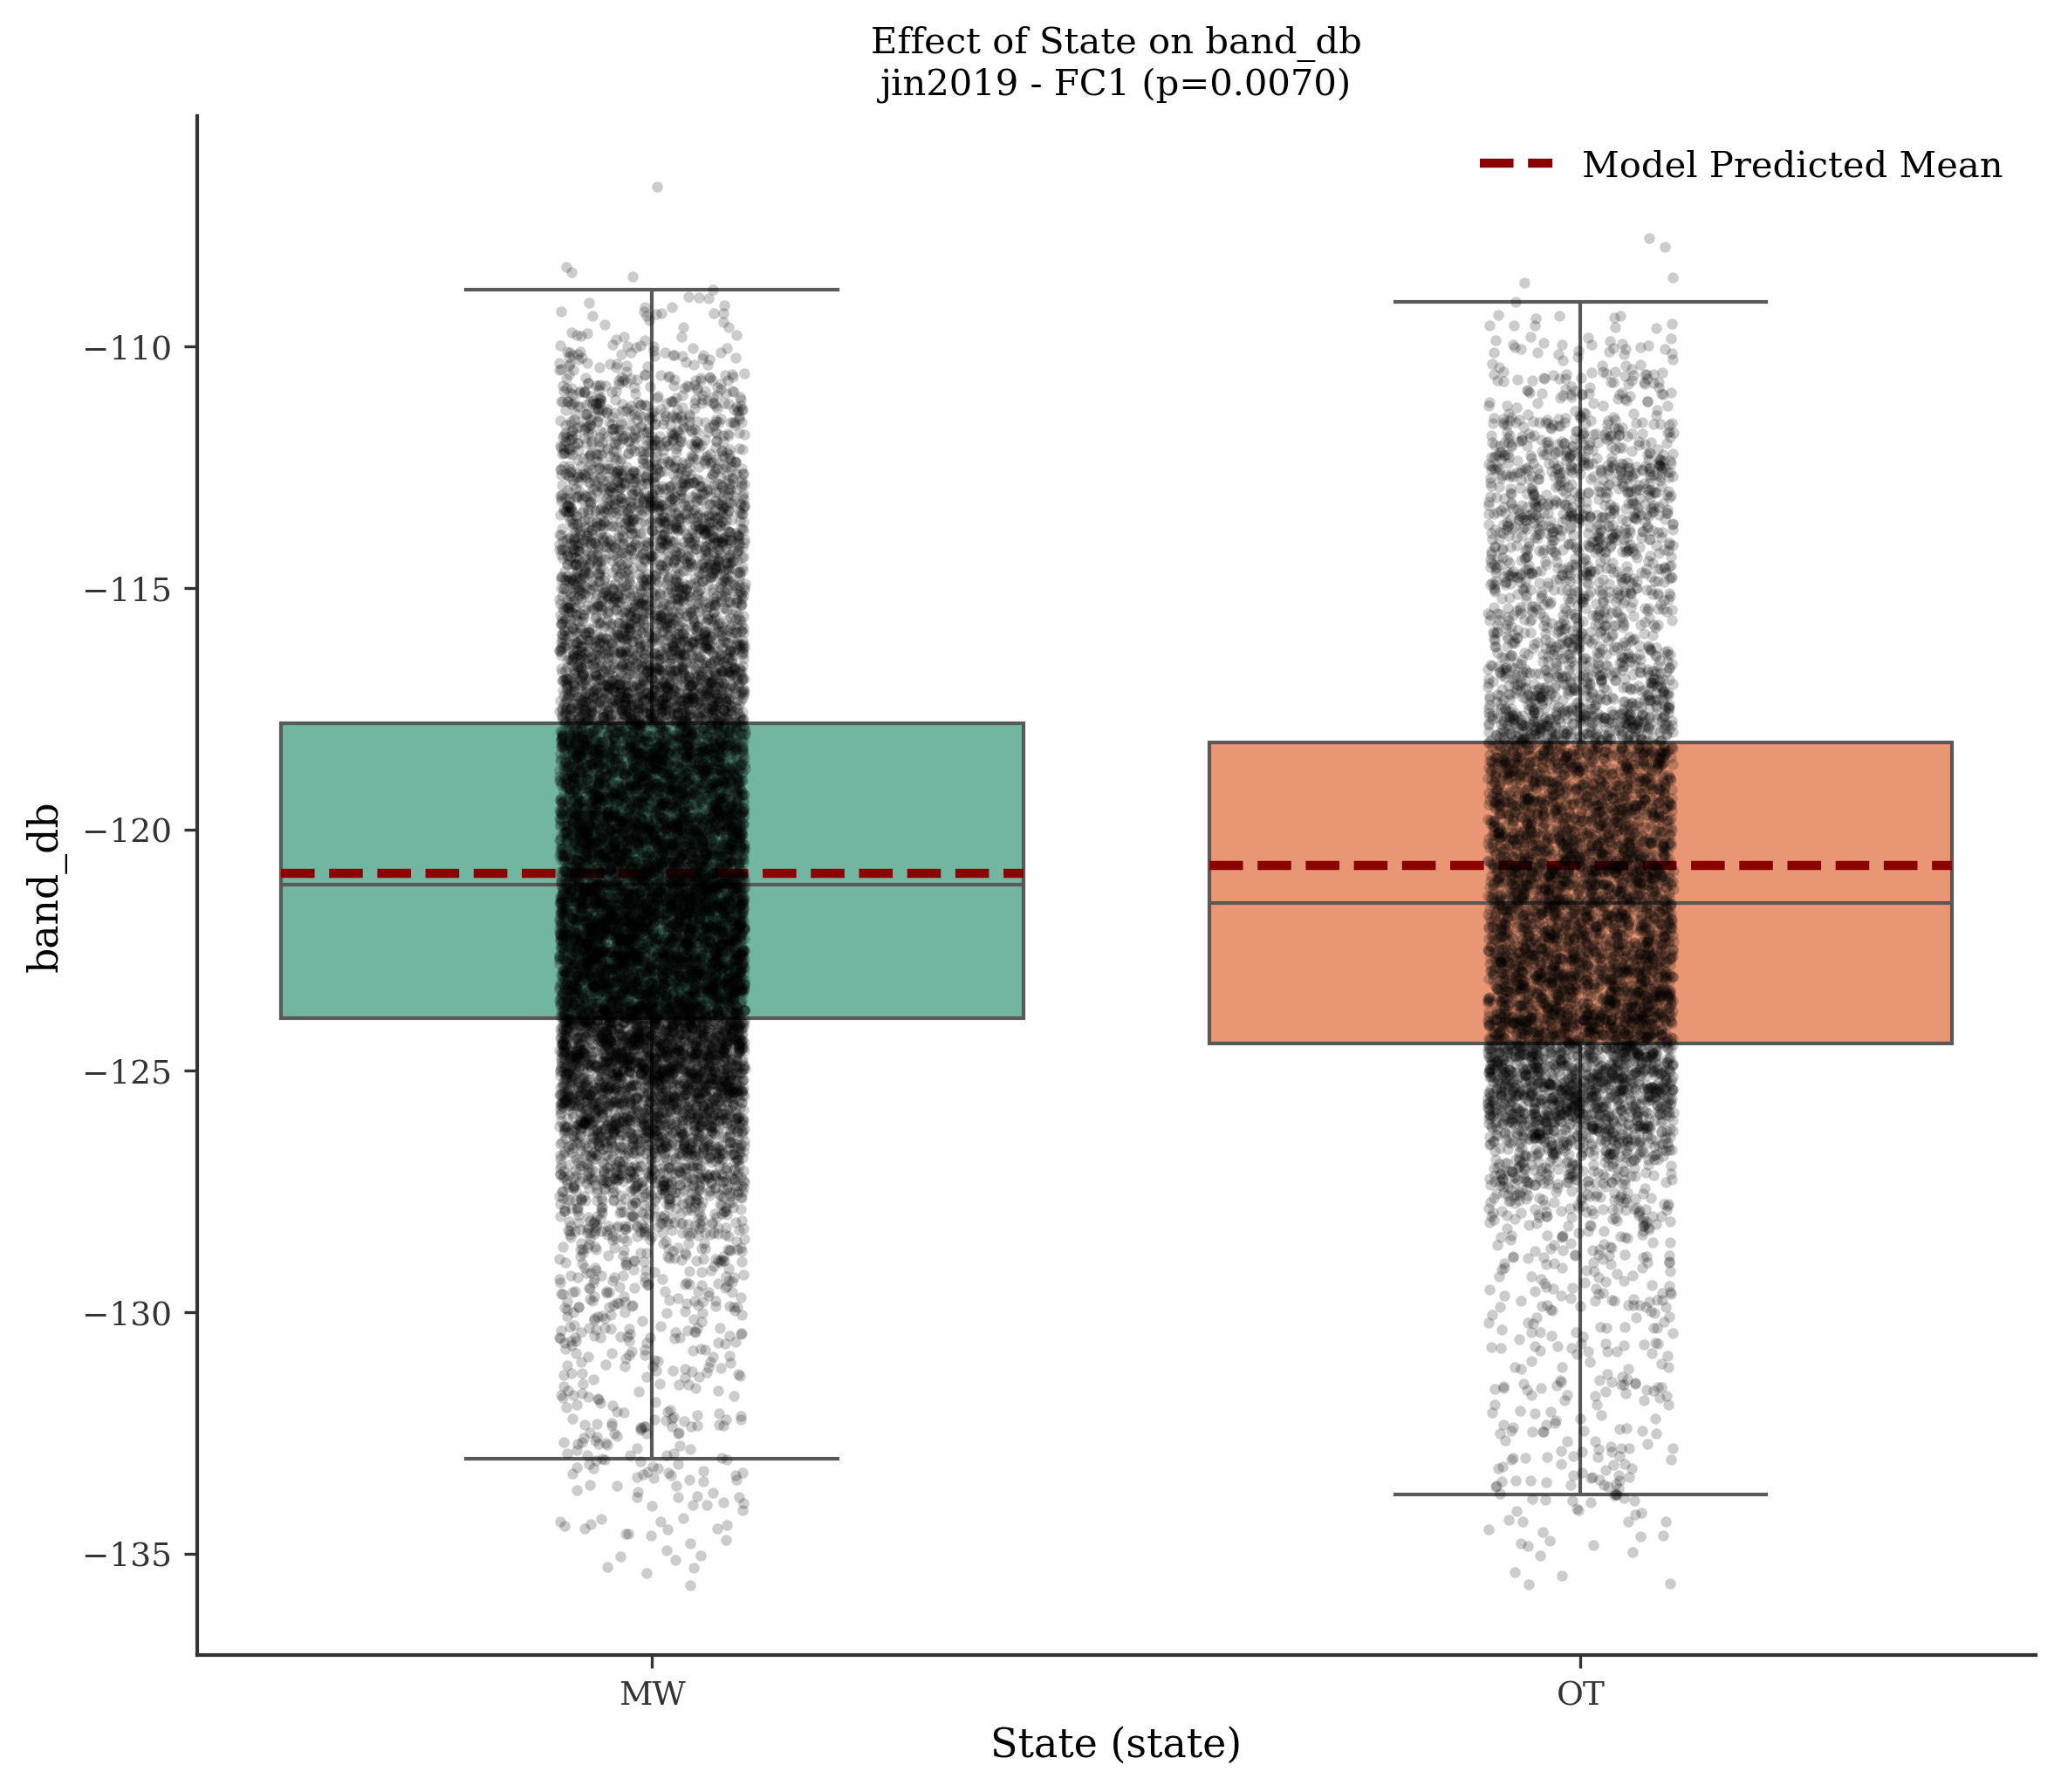 Effect of State on band_db
jin2019 - FC1 (p=0.0070)
Model Predicted Mean
band_db
−110
−115
−120
−125
−130
−135
MW
OT
State (state)